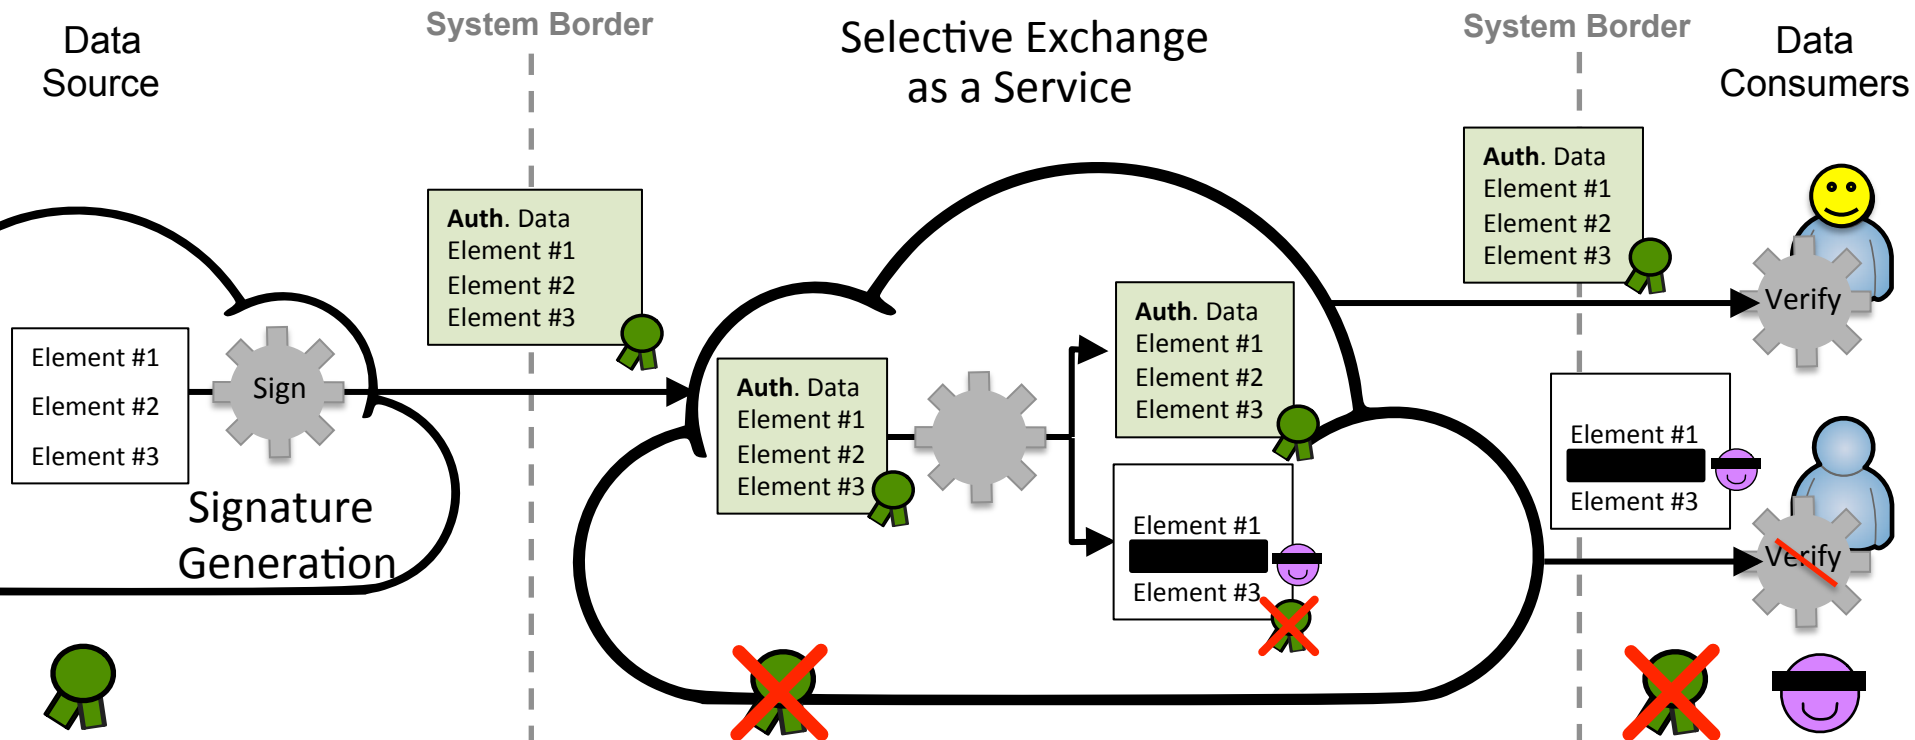 Data
Source
System Border
Selective Exchange
as a Service
System Border
Data
Consumers
Element #1
Element #2
Element #3
Sign
Signature
Generation
Auth. Data
Element #1
Element #2
Element #3
Auth. Data
Element #1
Element #2
Element #3
Auth. Data
Element #1
Element #2
Element #3
Element #1
Element #3
Auth. Data
Element #1
Element #2
Element #3
Verify
Element #1
Element #3
Verify